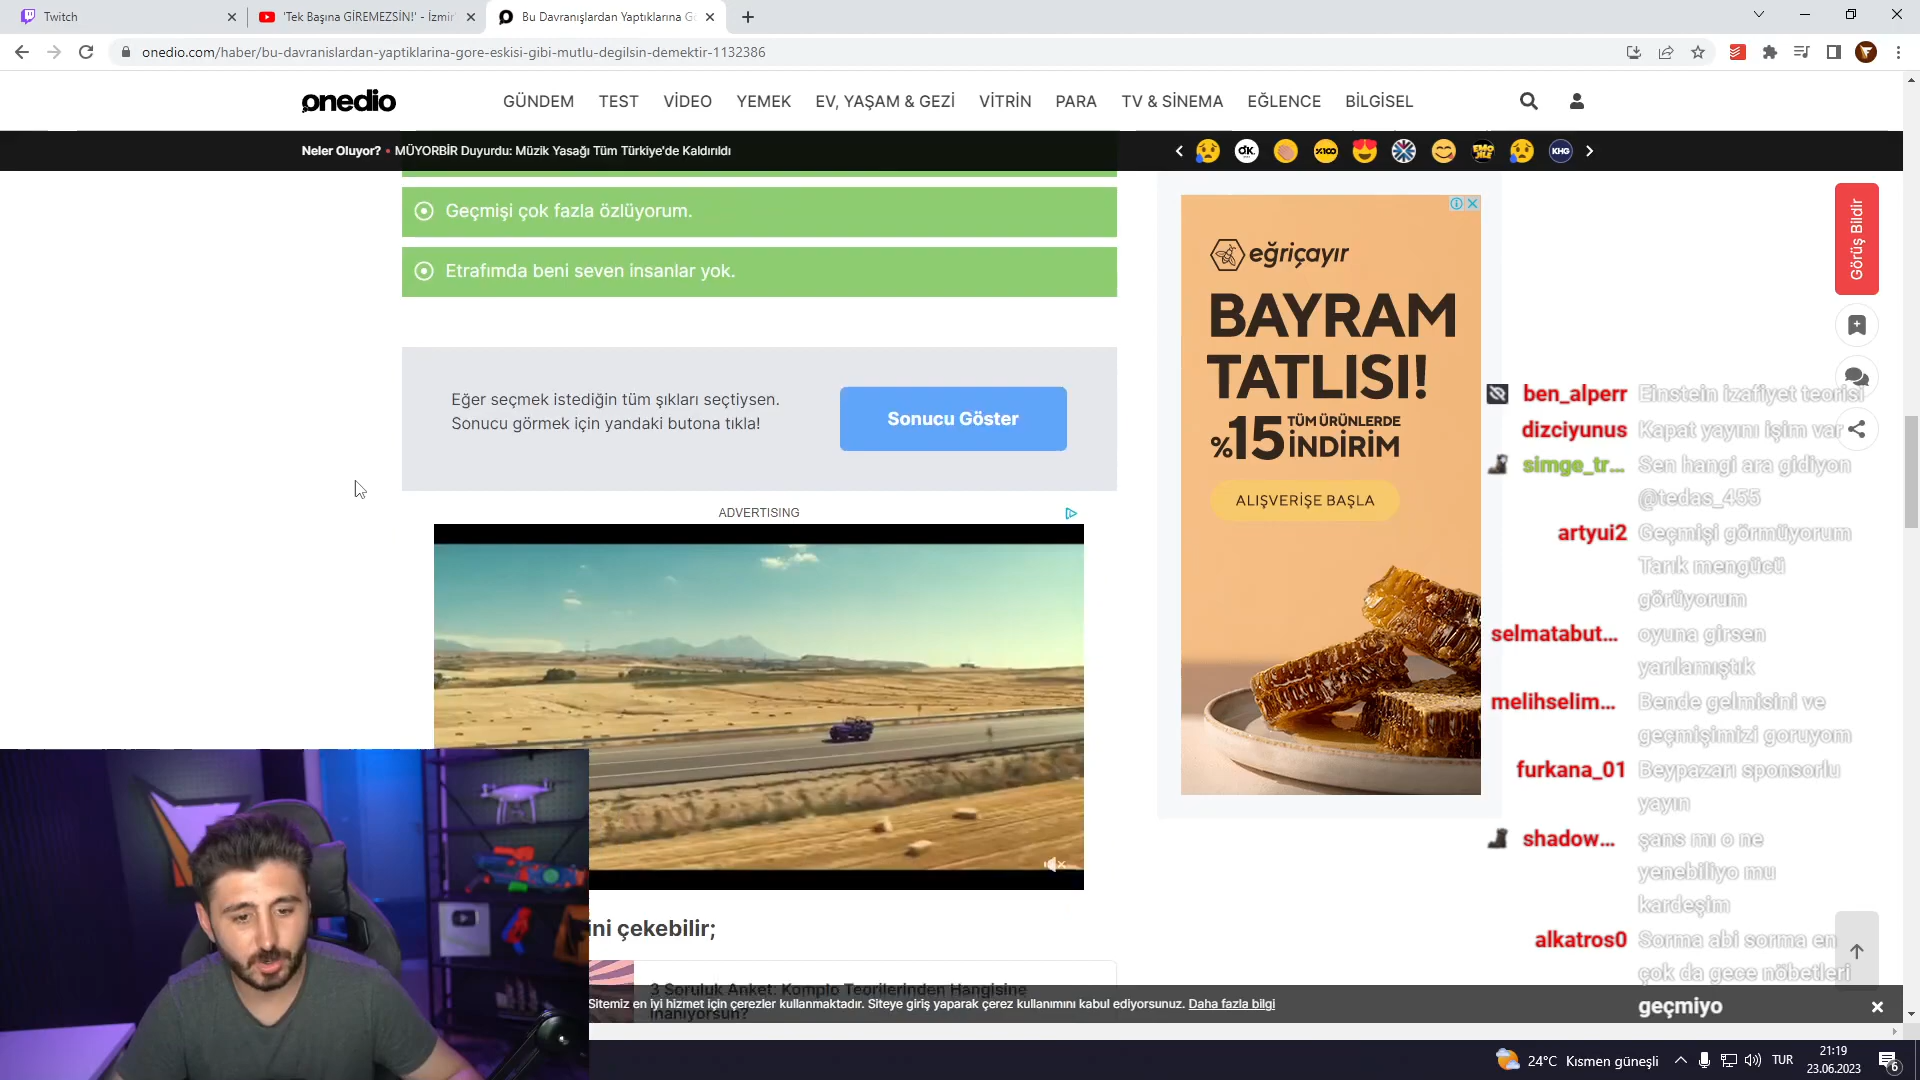 Twitch
'Tek Başına GİREMEZSİN!' - İzmir
Bu Davranışlardan Yaptıklarına G
onedio.com/haber/bu-davranislardan-yaptiklarina-gore-eskisi-gibi-mutlu-degilsin-demektir-1132386
onedio
GÜNDEM TEST VİDEO YEMEK EV, YAŞAM & GEZİ VİTRİN PARA TV & SİNEMA EĞLENCE BİLGİSEL
Neler Oluyor? • MÜYORBİR Duyurdu: Müzik Yasağı Tüm Türkiye'de Kaldırıldı
%100
KHG
Geçmişi çok fazla özlüyorum.
Etrafımda beni seven insanlar yok.
Eğer seçmek istediğin tüm şıkları seçtiysen.
Sonucu görmek için yandaki butona tıkla!
Sonucu Göster
ADVERTISING
ini çekebilir;
3 Soruluk Anket: Komplo Teorilerinden Hangisine
İnanıyorsun?
Sitemiz en iyi hizmet için çerezler kullanmaktadır. Siteye giriş yaparak çerez kullanımını kabul ediyorsunuz. Daha fazla bilgi
eğriçayır
BAYRAM
TATLISI!
%15 TÜM ÜRÜNLERDE
İNDİRİM
ALIŞVERİŞE BAŞLA
Görüş Bildir
ben_alperr Einstein izafiyet teorisi
dizciyunus Kapat yayını işim var
simge_tr... Sen hangi ara gidiyon
@tedas_455
artyui2 Geçmişi görmüyorum
Tarık mengücü
görüyorum
selmatabut... oyuna girsen
yarılamıştık
melihselim... Bende gelmisini ve
geçmişimizi goruyom
furkana_01 Beypazarı sponsorlu
yayın
shadow... şans mı o ne
yenebiliyo mu
kardeşim
alkatros0 Sorma abi sorma en
çok da gece nöbetleri
geçmiyo
24°C Kısmen güneşli
TUR
21:19
23.06.2023
6